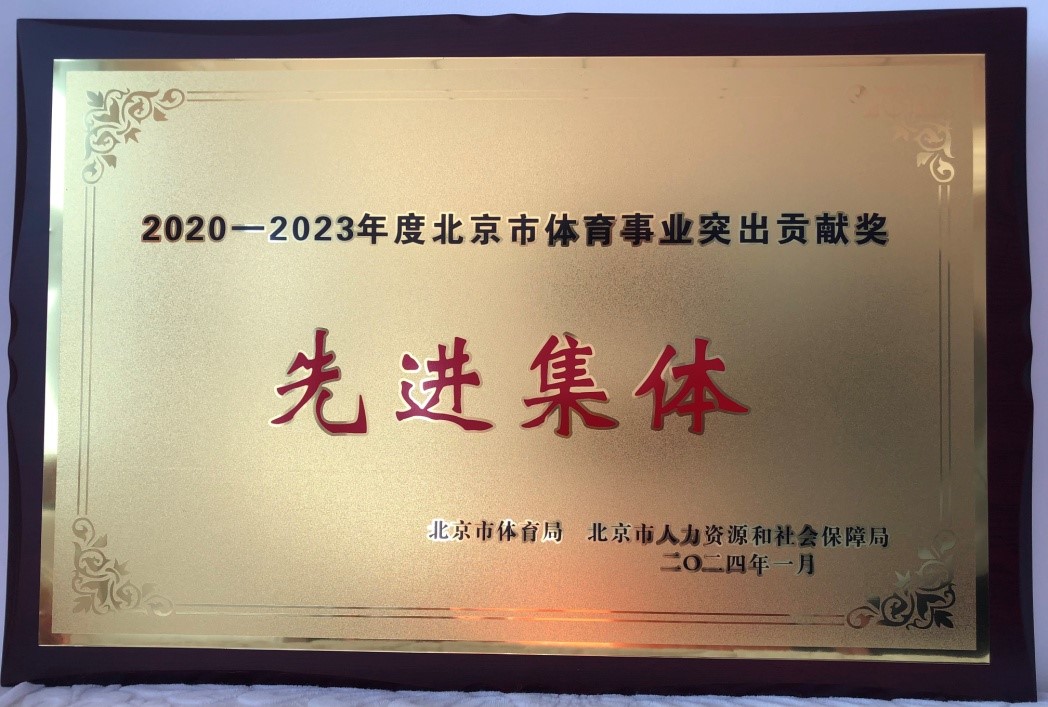 2020—2023年度北京市体育事业突出贡献奖
先进集体
北京市体育局 北京市人力资源和社会保障局
二〇二四年一月